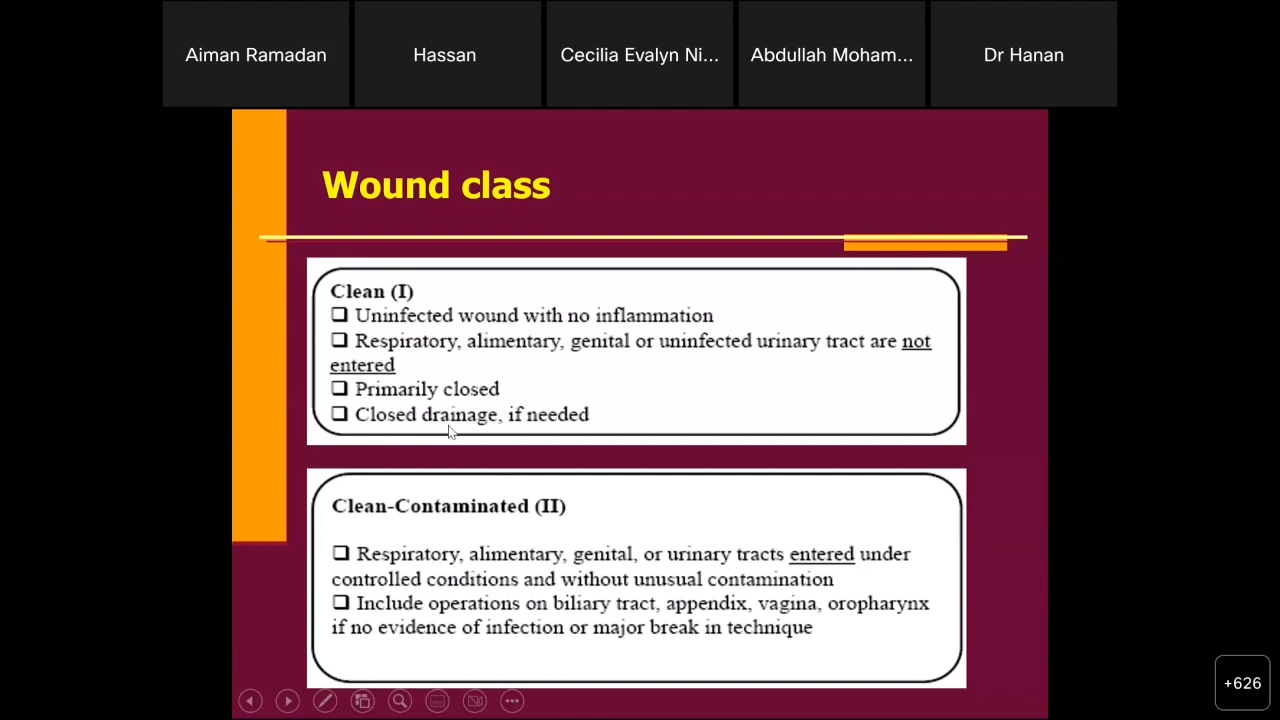 Aiman Ramadan
Hassan
Cecilia Evalyn Ni...
Abdullah Moham...
Dr Hanan
Wound class
Clean (I)
❑ Uninfected wound with no inflammation
❑ Respiratory, alimentary, genital or uninfected urinary tract are not
entered
❑ Primarily closed
❑ Closed drainage, if needed
Clean-Contaminated (II)
❑ Respiratory, alimentary, genital, or urinary tracts entered under
controlled conditions and without unusual contamination
❑ Include operations on biliary tract, appendix, vagina, oropharynx
if no evidence of infection or major break in technique
+626